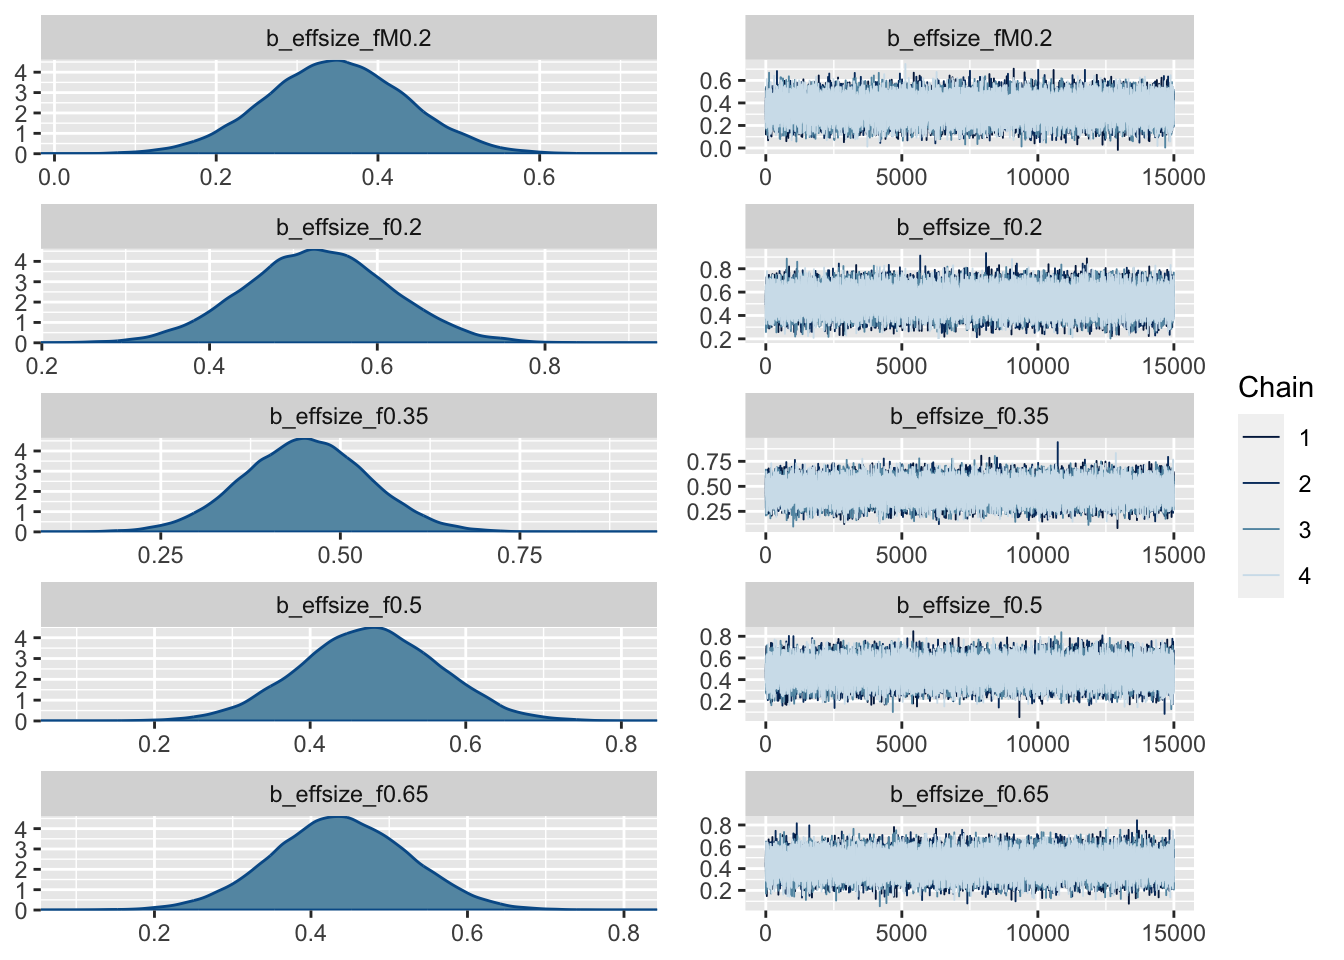 b_effsize_fM0.2
b_effsize_fM0.2
4
3
2
1
0
0.0 0.2 0.4 0.6
0.6
0.4
0.2
0.0
0 5000 10000 15000
b_effsize_f0.2
b_effsize_f0.2
4
3
2
1
0
0.2 0.4 0.6 0.8
0.8
0.6
0.4
0.2
0 5000 10000 15000
b_effsize_f0.35
b_effsize_f0.35
4
3
2
1
0
0.25 0.50 0.75
0.75
0.50
0.25
0 5000 10000 15000
b_effsize_f0.5
b_effsize_f0.5
4
3
2
1
0
0.2 0.4 0.6 0.8
0.8
0.6
0.4
0.2
0 5000 10000 15000
b_effsize_f0.65
b_effsize_f0.65
4
3
2
1
0
0.2 0.4 0.6 0.8
0.8
0.6
0.4
0.2
0 5000 10000 15000
Chain
1
2
3
4